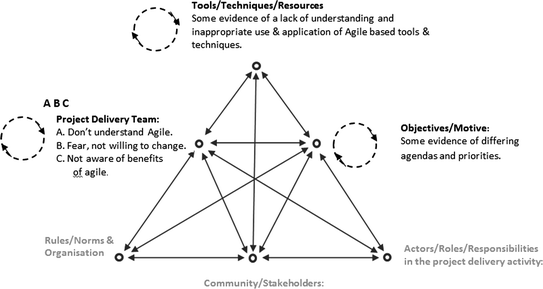 Tools/Techniques/Resources
Some evidence of a lack of understanding and
inappropriate use & application of Agile based tools &
techniques.
A B C
Project Delivery Team:
A. Don't understand Agile.
B. Fear, not willing to change.
C. Not aware of benefits
of agile.
Objectives/Motive:
Some evidence of differing
agendas and priorities.
Rules/Norms &
Organisation
Actors/Roles/Responsibilities
in the project delivery activity:
Community/Stakeholders: